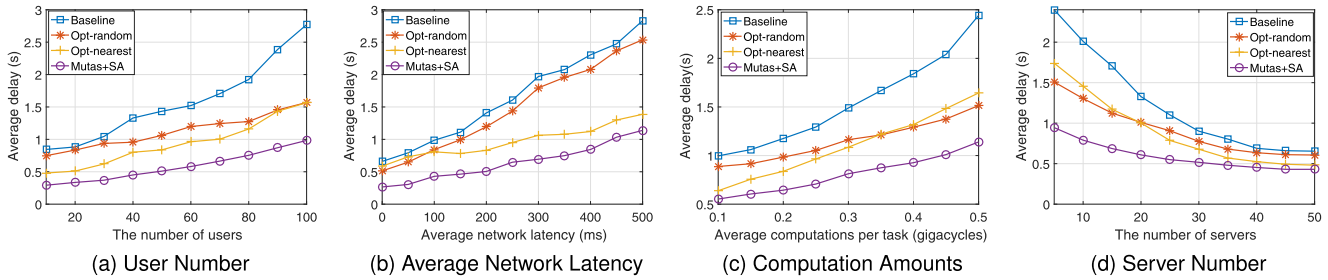 3
2.5
2
1.5
1
0.5
0
Average delay (s)
Baseline
Opt-random
Opt-nearest
Mutas+SA
20 40 60 80 100
The number of users
(a) User Number
3
2.5
2
1.5
1
0.5
0
Average delay (s)
Baseline
Opt-random
Opt-nearest
Mutas+SA
0 100 200 300 400 500
Average network latency (ms)
(b) Average Network Latency
2.5
2
1.5
1
0.5
Average delay(s)
Baseline
Opt-random
Opt-nearest
Mutas+SA
0.1 0.2 0.3 0.4 0.5
Average computations per task (gigacycles)
(c) Computation Amounts
2
1.5
1
0.5
0
Average delay (s)
Baseline
Opt-random
Opt-nearest
Mutas+SA
10 20 30 40 50
The number of servers
(d) Server Number